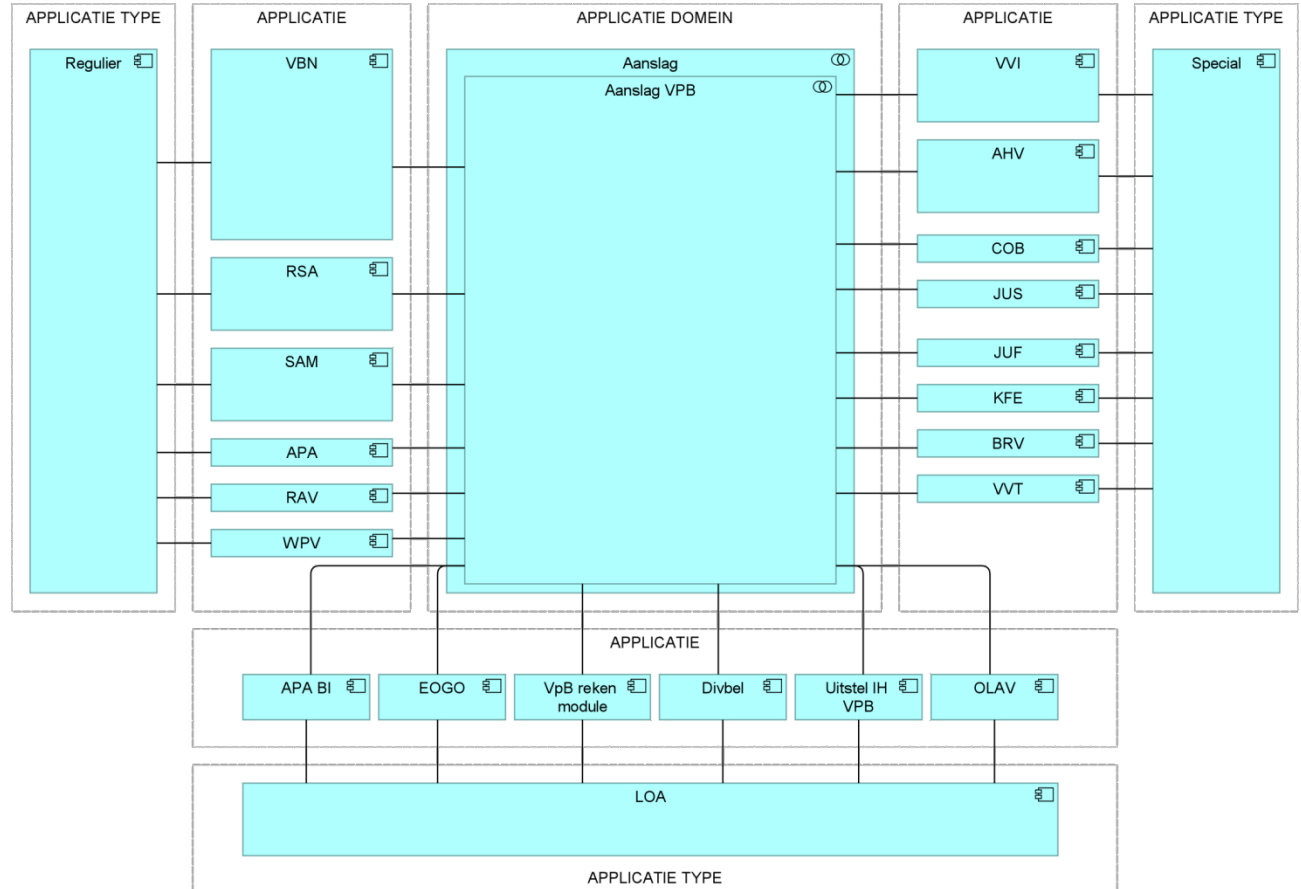 APPLICATIE TYPE
APPLICATIE
APPLICATIE DOMEIN
APPLICATIE
APPLICATIE TYPE
Regulier
VBN
RSA
SAM
APA
RAV
WPV
Aanslag
Aanslag VPB
VVI
AHV
COB
JUS
JUF
KFE
BRV
VVT
Special
APPLICATIE
APA BI
EOGO
VpB reken
module
Divbel
Uitstel IH
VPB
OLAV
LOA
APPLICATIE TYPE